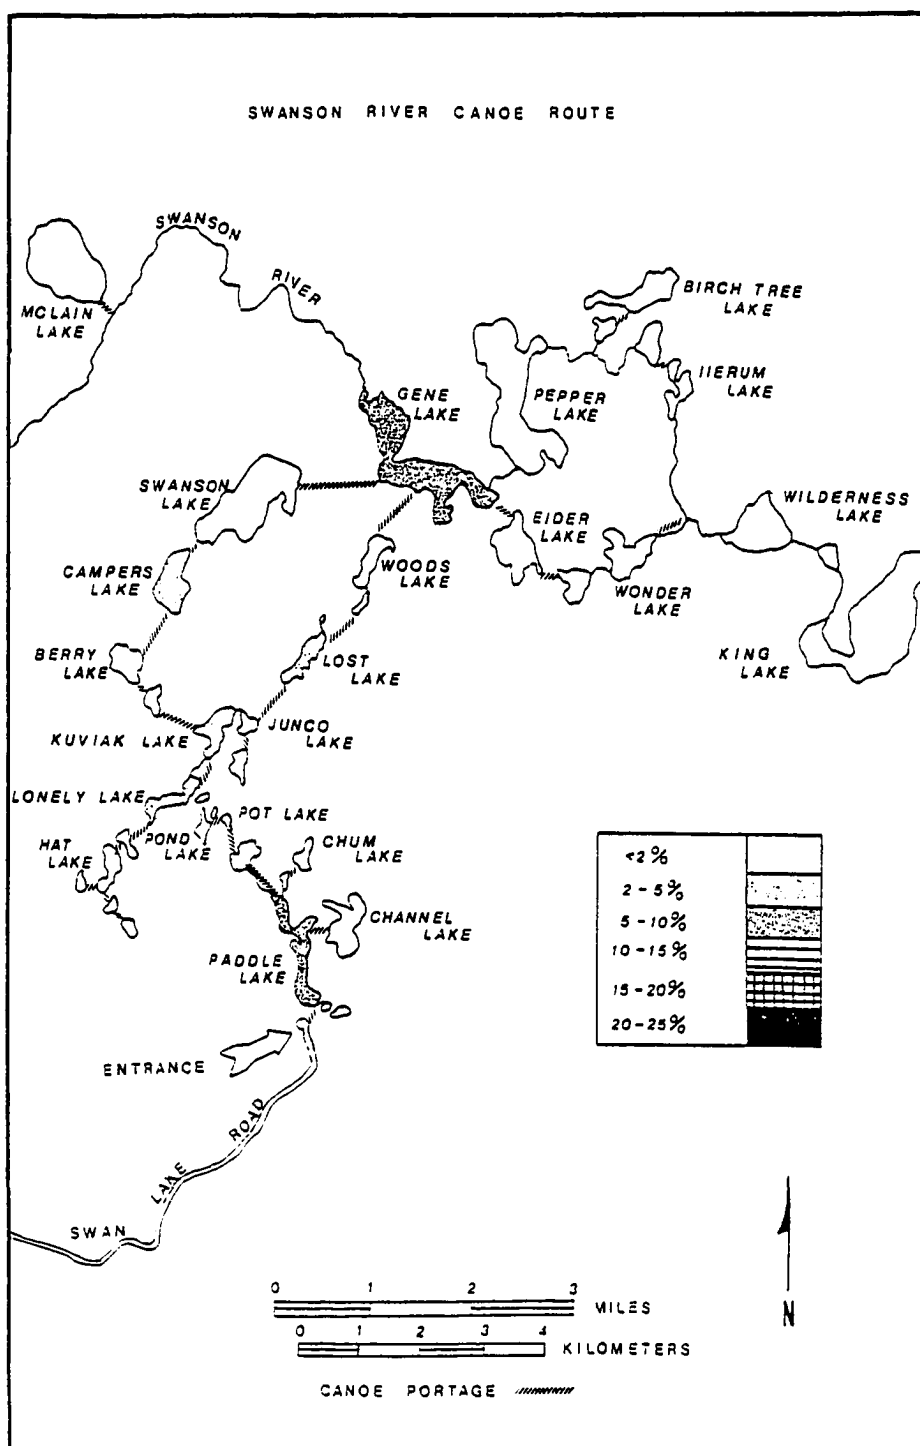 SWANSON RIVER CANOE ROUTE
SWANSON
RIVER
MCLAIN
LAKE
BIRCH TREE
LAKE
IIERUM
LAKE
GENE
LAKE
PEPPER
LAKE
SWANSON
LAKE
WILDERNESS
LAKE
EIDER
LAKE
CAMPERS
LAKE
WOODS
LAKE
WONDER
LAKE
BERRY
LAKE
LOST
LAKE
KING
LAKE
KUVIAK LAKE
JUNCO
LAKE
LONELY LAKE
POT LAKE
HAT
LAKE
POND
LAKE
CHUM
LAKE
CHANNEL
LAKE
PADDLE
LAKE
<2%
2-5%
5-10%
10-15%
15-20%
20-25%
ENTRANCE
SWAN LAKE ROAD
N
0 1 2 3
MILES
0 1 2 3 4
KILOMETERS
CANOE PORTAGE